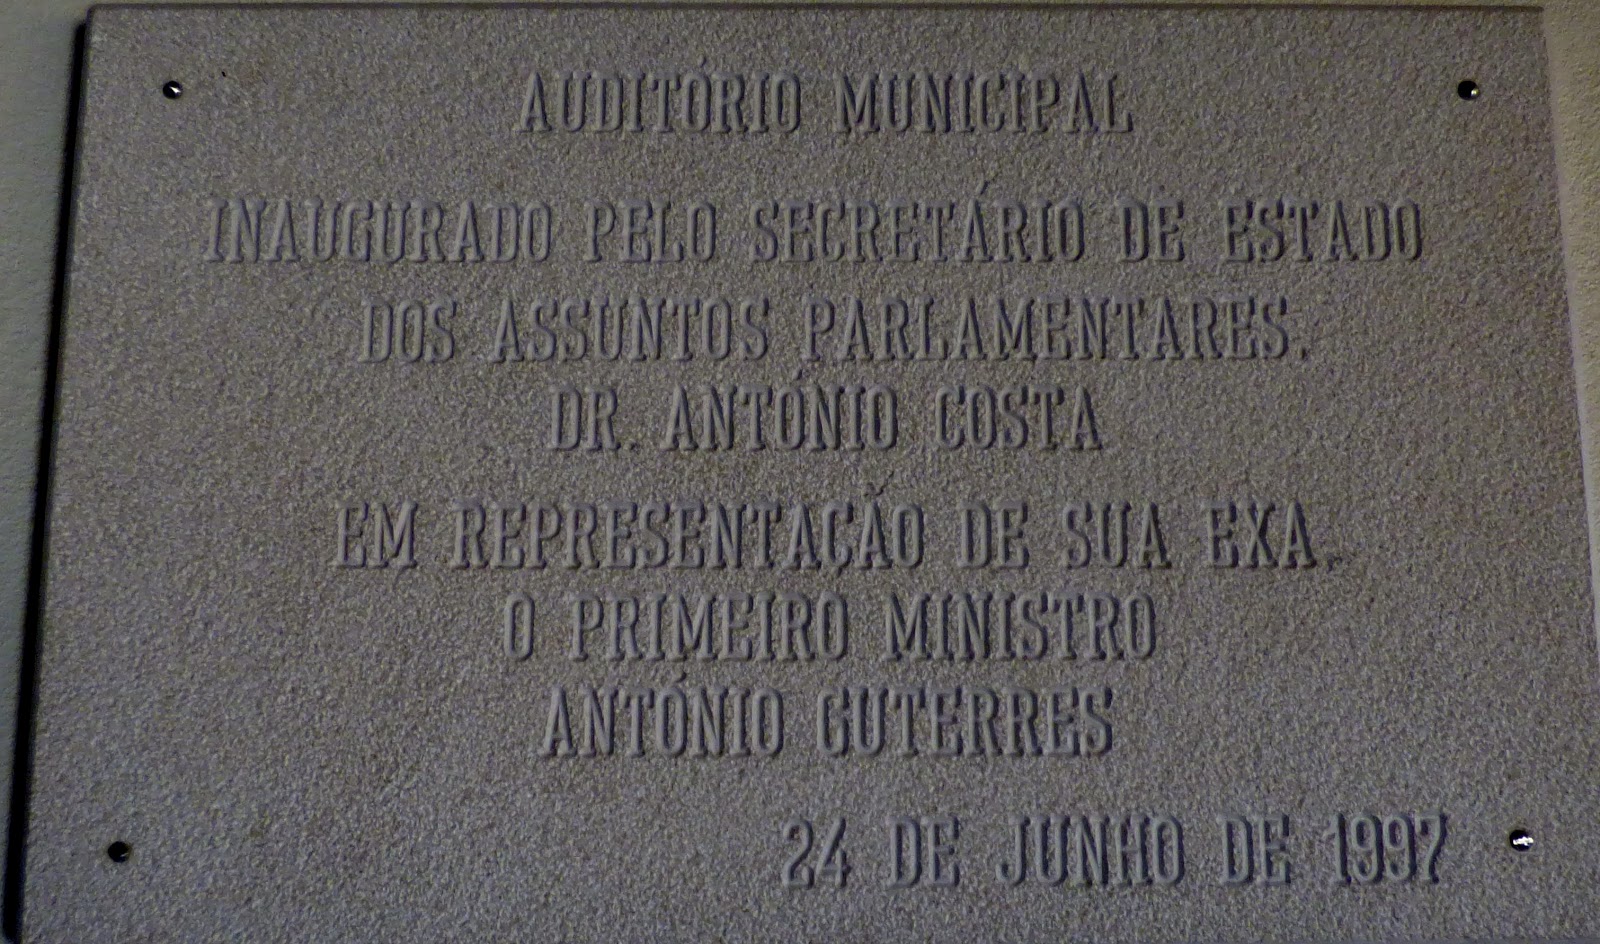 AUDITÓRIO MUNICIPAL
INAUGURADO PELO SECRETÁRIO DE ESTADO
DOS ASSUNTOS PARLAMENTARES,
DR. ANTÓNIO COSTA
EM REPRESENTAÇÃO DE SUA EXA,
O PRIMEIRO MINISTRO
ANTÓNIO GUTERRES
24 DE JUNHO DE 1997